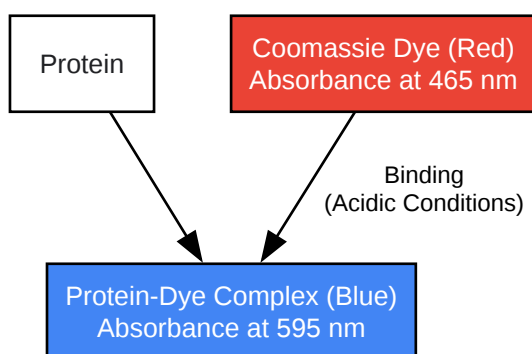 Protein
Coomassie Dye (Red)
Absorbance at 465 nm
Binding
(Acidic Conditions)
Protein-Dye Complex (Blue)
Absorbance at 595 nm